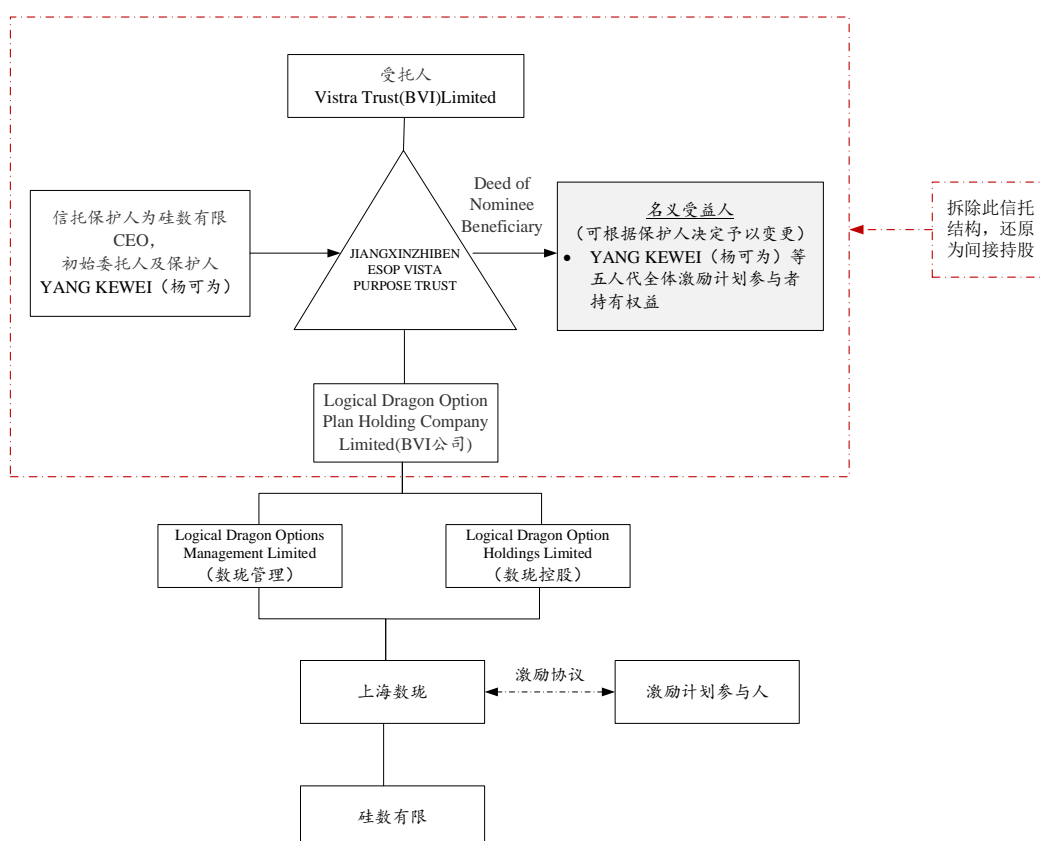 受托人
Vistra Trust(BVI)Limited
信托保护人为硅数有限
CEO，
初始委托人及保护人
YANG KEWEI（杨可为）
JIANGXINZHIBEN
ESOP VISTA
PURPOSE TRUST
Deed of
Nominee
Beneficiary
名义受益人
（可根据保护人决定予以变更）
• YANG KEWEI（杨可为）等
五人代全体激励计划参与者
持有权益
拆除此信托
结构，还原
为间接持股
Logical Dragon Option
Plan Holding Company
Limited(BVI公司)
Logical Dragon Options
Management Limited
（数珑管理）
Logical Dragon Option
Holdings Limited
（数珑控股）
上海数珑
激励协议
激励计划参与人
硅数有限